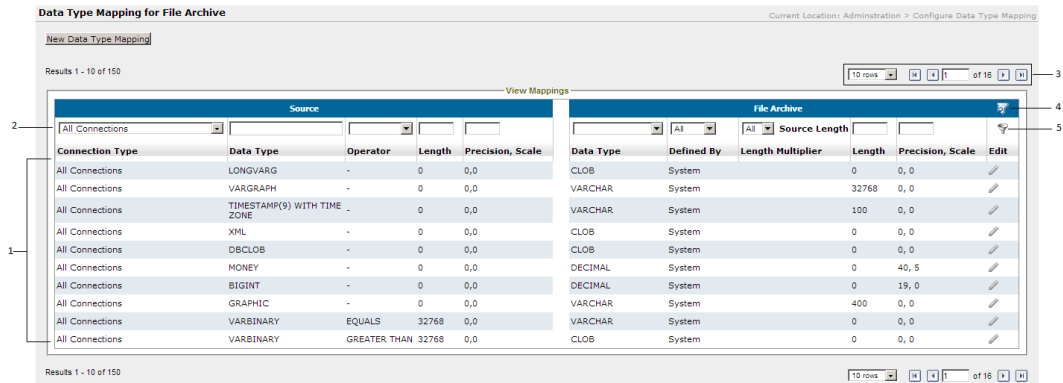 Data Type Mapping for File Archive
Current Location: Adminstration > Configure Data Type Mapping
New Data Type Mapping
Results 1 - 10 of 150
10 rows 1 of 16
3
View Mappings
Source File Archive
4
2
All Connections All All Source Length
5
Connection Type Data Type Operator Length Precision, Scale Data Type Defined By Length Multiplier Length Precision, Scale Edit
1
All Connections LONGVARG - 0 0,0 CLOB System 0 0, 0
All Connections VARGRAPH - 0 0,0 VARCHAR System 32768 0, 0
All Connections TIMESTAMP(9) WITH TIME ZONE - 0 0,0 VARCHAR System 100 0, 0
All Connections XML - 0 0,0 CLOB System 0 0, 0
All Connections DBCLOB - 0 0,0 CLOB System 0 0, 0
All Connections MONEY - 0 0,0 DECIMAL System 0 40, 5
All Connections BIGINT - 0 0,0 DECIMAL System 0 19, 0
All Connections GRAPHIC - 0 0,0 VARCHAR System 400 0, 0
All Connections VARBINARY EQUALS 32768 0,0 VARCHAR System 0 0, 0
All Connections VARBINARY GREATER THAN 32768 0,0 CLOB System 0 0, 0
Results 1 - 10 of 150
10 rows 1 of 16